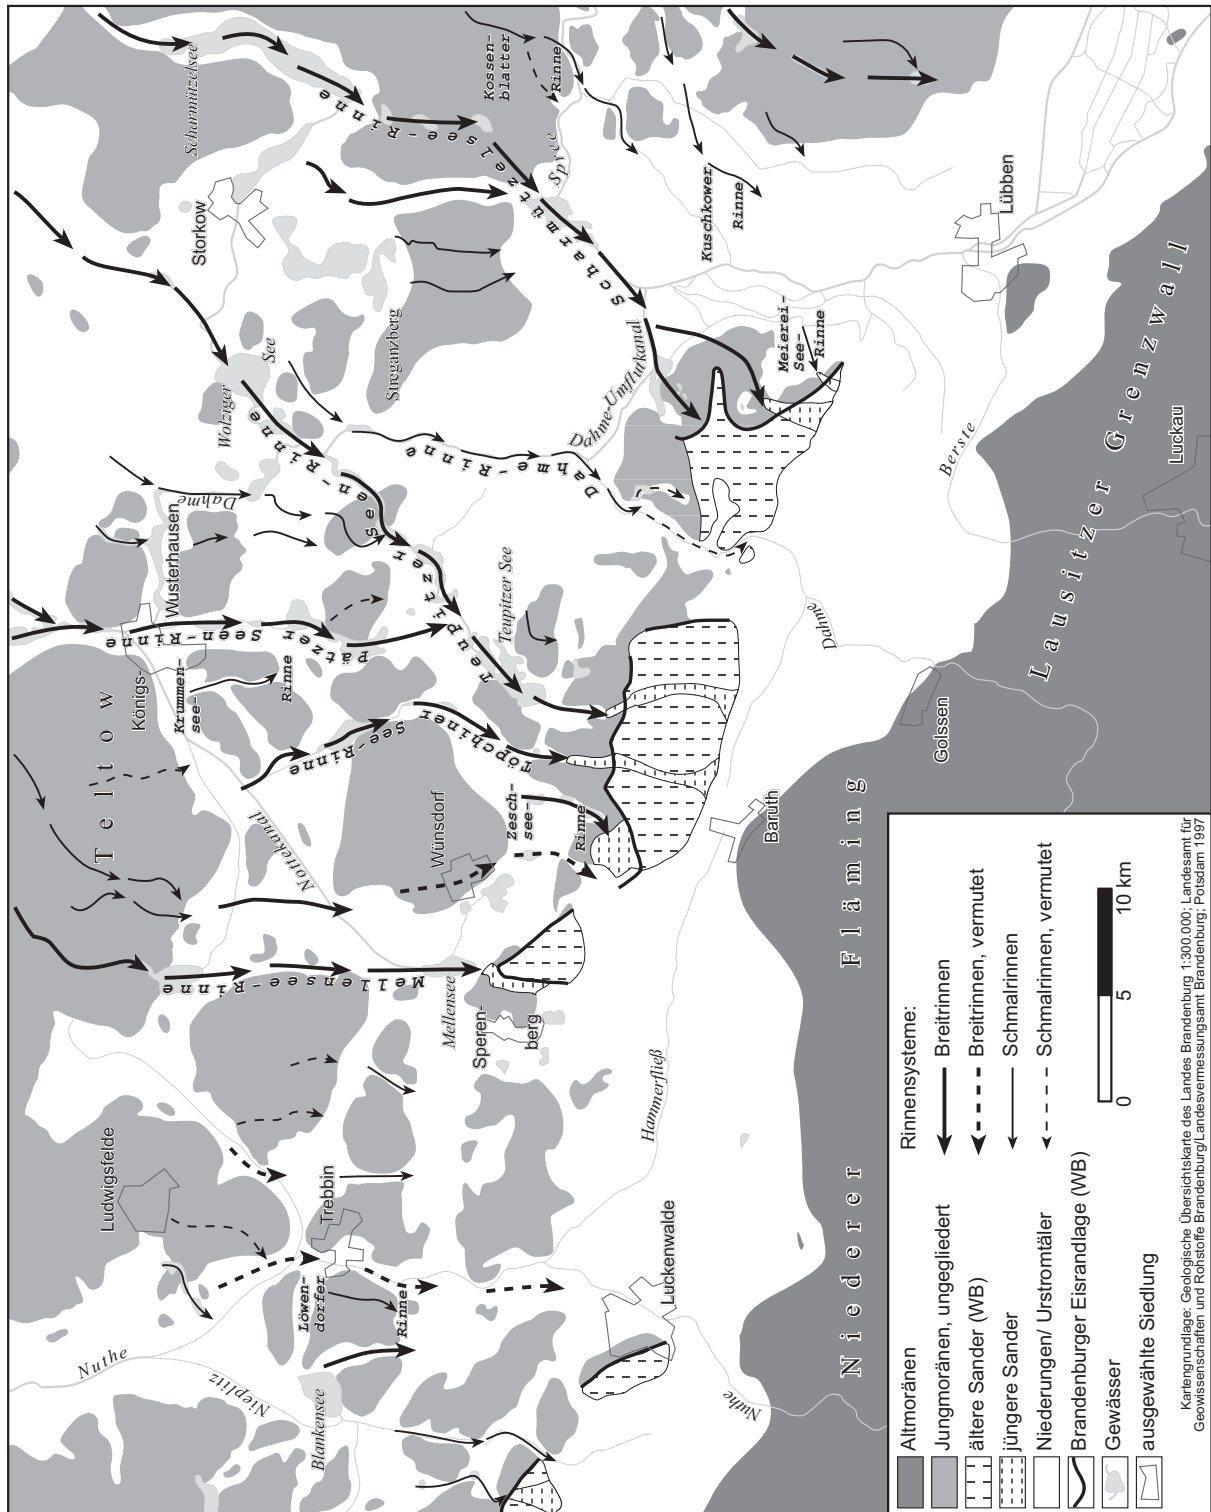 Teltow
Niederer Fläming
Lausitzer Grenzwall
Nuthe
Nieplitz
Blankensee
Ludwigsfelde
Trebbin
Löwen-
dorfer
Rinne
Luckenwalde
Nuthe
Hammerfließ
Mellensee-Rinne
Mellensee
Speren-
berg
Nottekanal
Wünsdorf
Zesch-
see-
Rinne
Baruth
Töpchiner See-Rinne
Krummen-
see-
Rinne
Königs-
Wusterhausen
Pätzer Seen-Rinne
Dahme
Teupitzer Seen-Rinne
Teupitzer See
Wolziger
See
Dahme-Rinne
Dahme-Umflutkanal
Dahme
Golssen
Storkow
Streganzberg
Scharmützelsee
Scharmützelsee-Rinne
Kossen-
blatter
Rinne
Spree
Kuschkower
Rinne
Meierei-
See-
Rinne
Lübben
Berste
Luckau
Altmoränen
Jungmoränen, ungegliedert
ältere Sander (WB)
jüngere Sander
Niederungen/ Urstromtäler
Brandenburger Eisrandlage (WB)
Gewässer
ausgewählte Siedlung
Rinnensysteme:
Breitrinnen
Breitrinnen, vermutet
Schmalrinnen
Schmalrinnen, vermutet
0 5 10 km
Kartengrundlage: Geologische Übersichtskarte des Landes Brandenburg 1:300.000; Landesamt für
Geowissenschaften und Rohstoffe Brandenburg/Landesvermessungsamt Brandenburg; Potsdam 1997